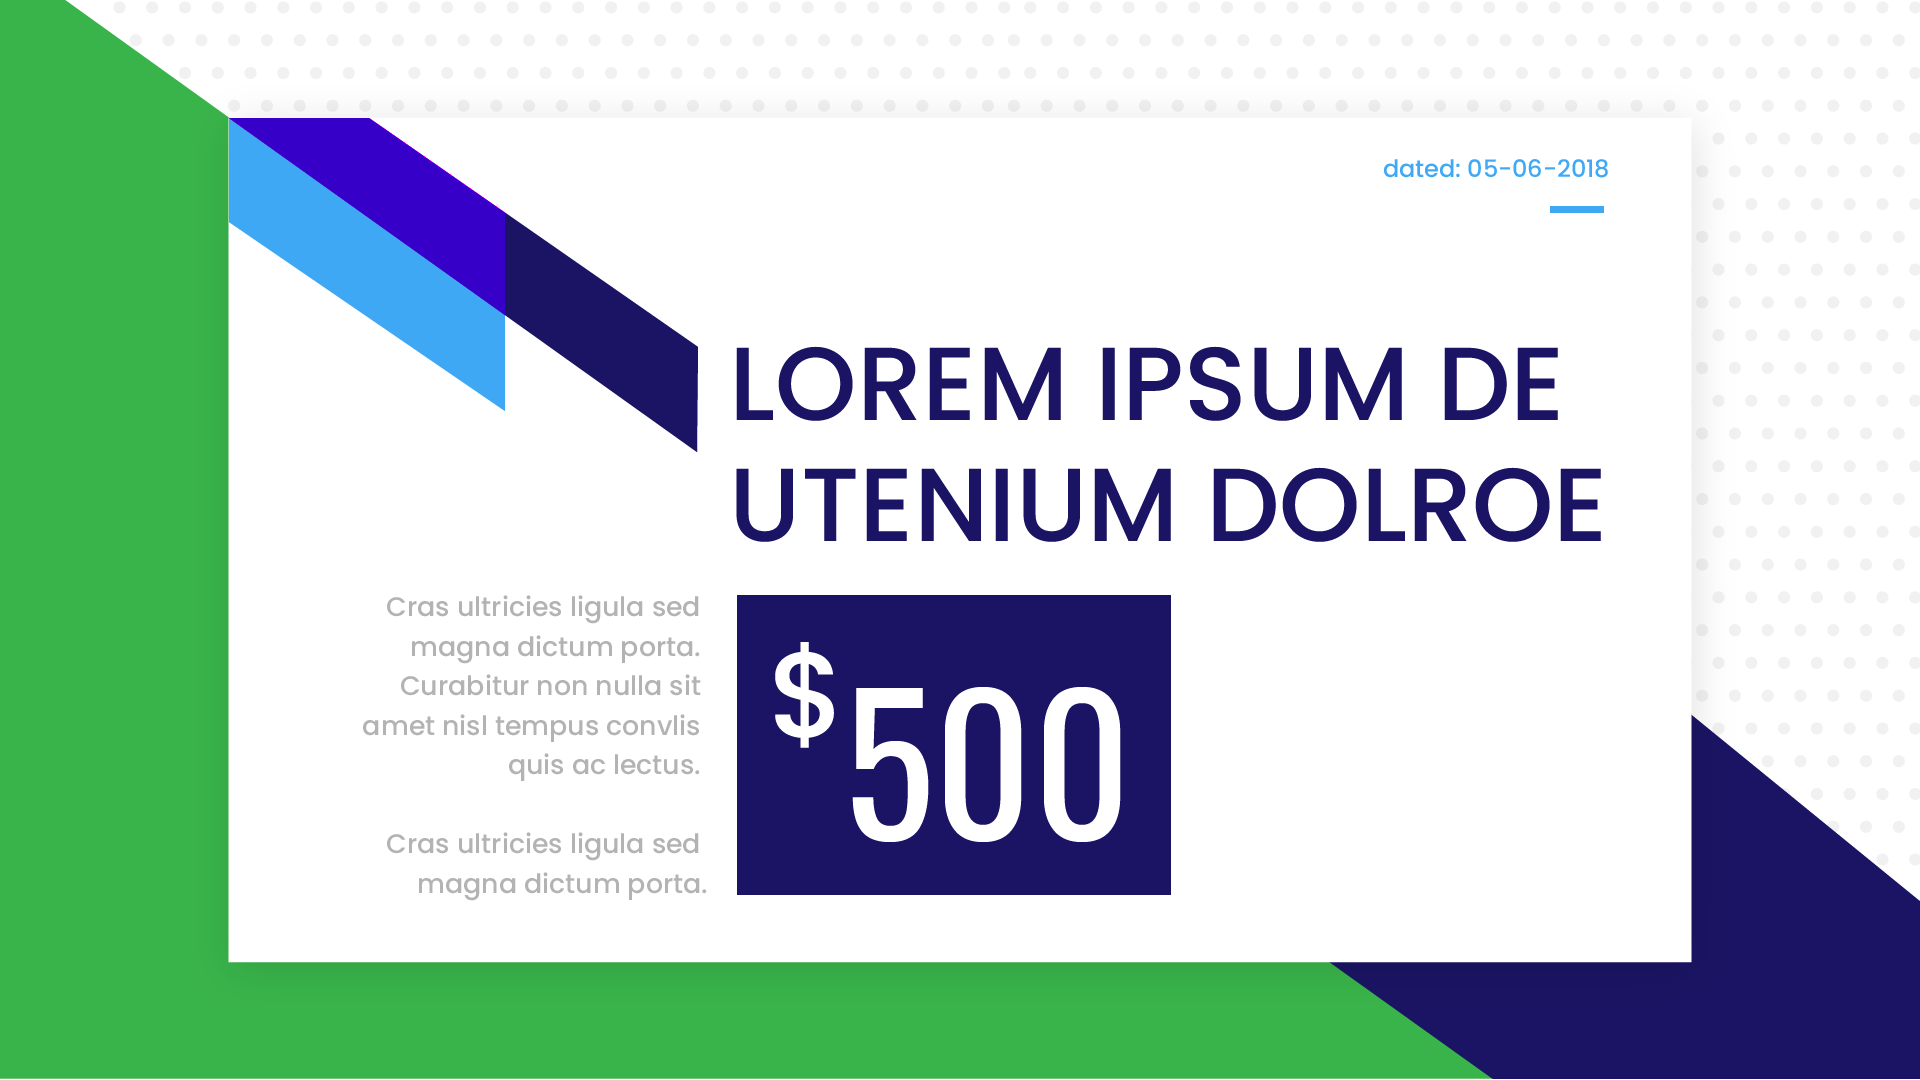 dated: 05-06-2018
LOREM IPSUM DE
UTENIUM DOLROE
Cras ultricies ligula sed
magna dictum porta.
Curabitur non nulla sit
amet nisl tempus convlis
quis ac lectus.
Cras ultricies ligula sed
magna dictum porta.
$500